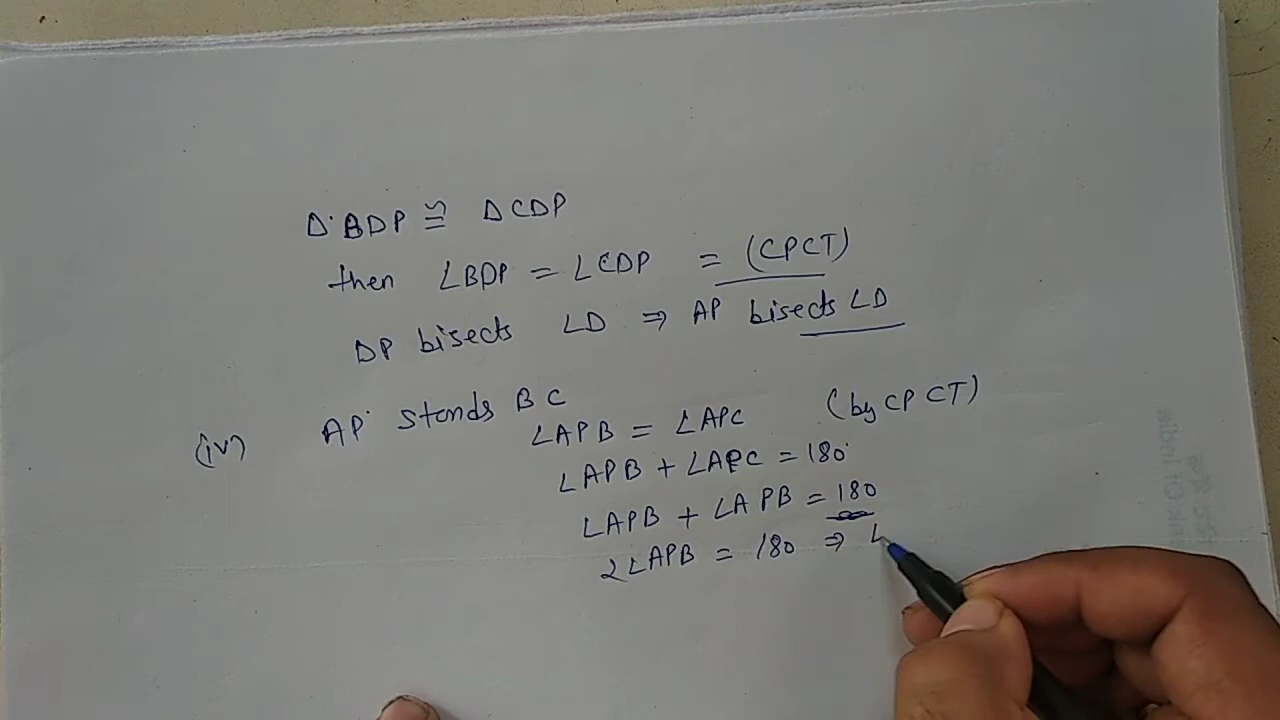 Δ BDP ≅ ΔCDP
then ∠BDP = ∠CDP = (CPCT)
DP bisects ∠D ⇒ AP bisects ∠D
(iv) AP stands BC
∠APB = ∠APC (by CPCT)
∠APB + ∠APC = 180
∠APB + ∠APB = 180
2∠APB = 180 ⇒ ∠